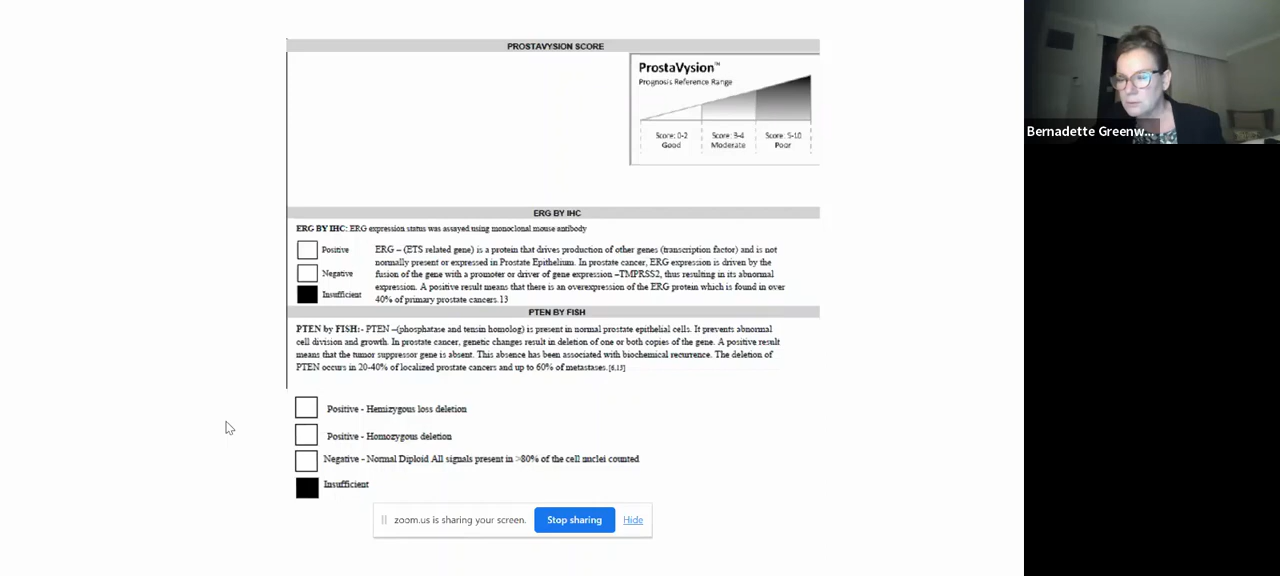 PROSTAVYSION SCORE
ProstaVysion™
Prognosis Reference Range
Score: 0-2 Score: 3-4 Score: 5-10
Good Moderate Poor
Bernadette Greenw...
ERG BY IHC
ERG BY IHC: ERG expression status was assayed using monoclonal mouse antibody
Positive
Negative
Insufficient
ERG – (ETS related gene) is a protein that drives production of other genes (transcription factor) and is not
normally present or expressed in Prostate Epithelium. In prostate cancer, ERG expression is driven by the
fusion of the gene with a promoter or driver of gene expression –TMPRSS2, thus resulting in its abnormal
expression. A positive result means that there is an overexpression of the ERG protein which is found in over
40% of primary prostate cancers.13
PTEN BY FISH
PTEN by FISH:- PTEN –(phosphatase and tensin homolog) is present in normal prostate epithelial cells. It prevents abnormal
cell division and growth. In prostate cancer, genetic changes result in deletion of one or both copies of the gene. A positive result
means that the tumor suppressor gene is absent. This absence has been associated with biochemical recurrence. The deletion of
PTEN occurs in 20-40% of localized prostate cancers and up to 60% of metastases.[6,13]
Positive - Hemizygous loss deletion
Positive - Homozygous deletion
Negative - Normal Diploid All signals present in >80% of the cell nuclei counted
Insufficient
zoom.us is sharing your screen. Stop sharing Hide